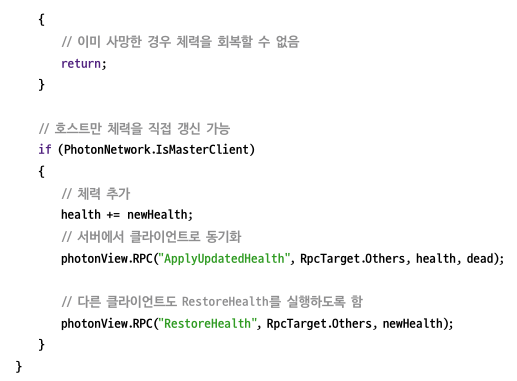 {
// 이미 사망한 경우 체력을 회복할 수 없음
return;
}
// 호스트만 체력을 직접 갱신 가능
if (PhotonNetwork.IsMasterClient)
{
// 체력 추가
health += newHealth;
// 서버에서 클라이언트로 동기화
photonView.RPC("ApplyUpdatedHealth", RpcTarget.Others, health, dead);
// 다른 클라이언트도 RestoreHealth를 실행하도록 함
photonView.RPC("RestoreHealth", RpcTarget.Others, newHealth);
}
}